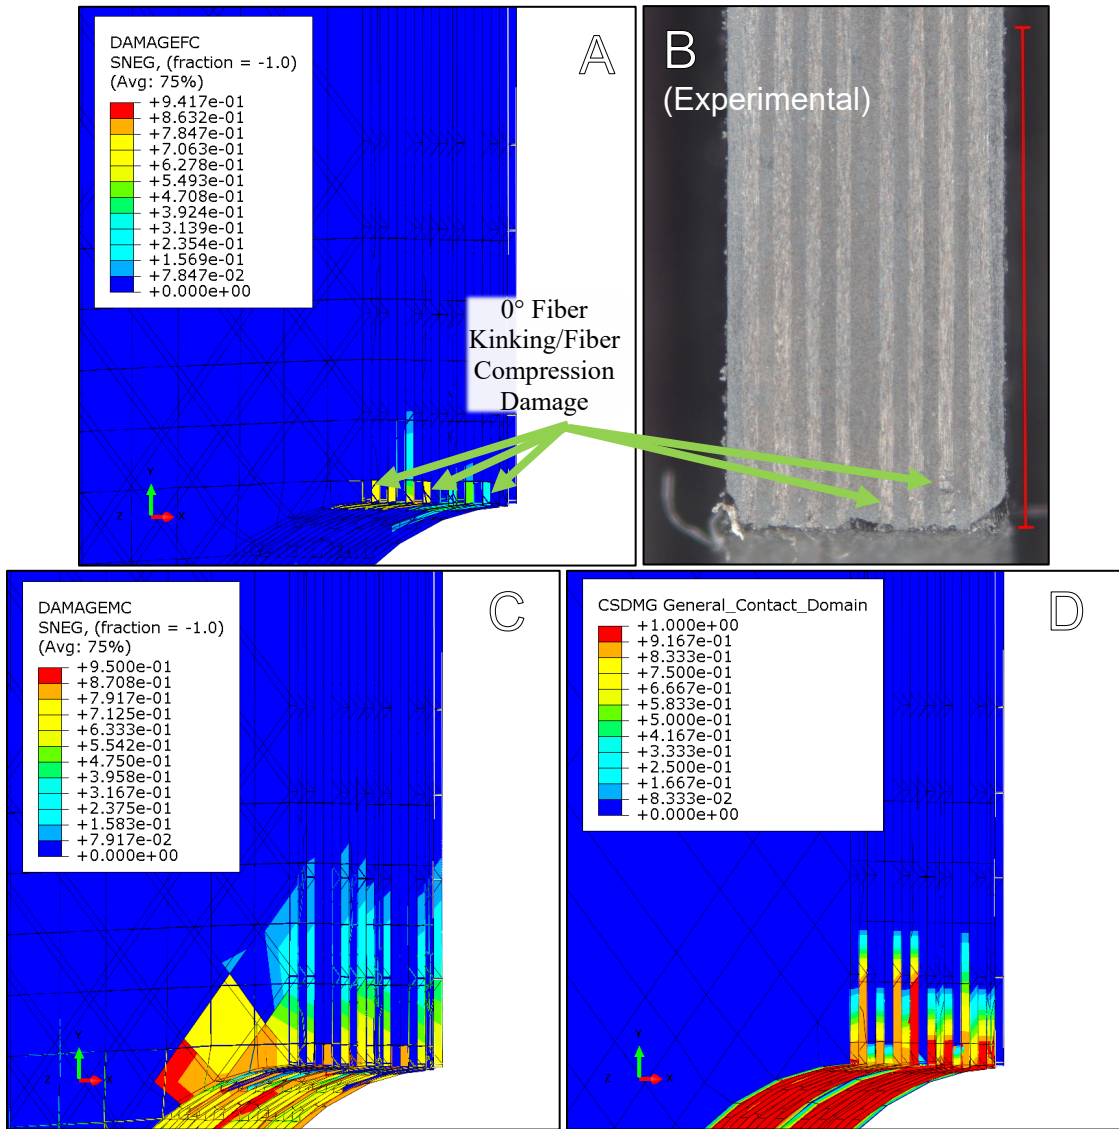 DAMAGEFC
SNEG, (fraction = -1.0)
(Avg: 75%)
+9.417e-01
+8.632e-01
+7.847e-01
+7.063e-01
+6.278e-01
+5.493e-01
+4.708e-01
+3.924e-01
+3.139e-01
+2.354e-01
+1.569e-01
+7.847e-02
+0.000e+00
A
Y
Z
X
B
(Experimental)
0° Fiber
Kinking/Fiber
Compression
Damage
DAMAGEMC
SNEG, (fraction = -1.0)
(Avg: 75%)
+9.500e-01
+8.708e-01
+7.917e-01
+7.125e-01
+6.333e-01
+5.542e-01
+4.750e-01
+3.958e-01
+3.167e-01
+2.375e-01
+1.583e-01
+7.917e-02
+0.000e+00
C
Y
Z
X
CSDMG General_Contact_Domain
+1.000e+00
+9.167e-01
+8.333e-01
+7.500e-01
+6.667e-01
+5.833e-01
+5.000e-01
+4.167e-01
+3.333e-01
+2.500e-01
+1.667e-01
+8.333e-02
+0.000e+00
D
Y
Z
X